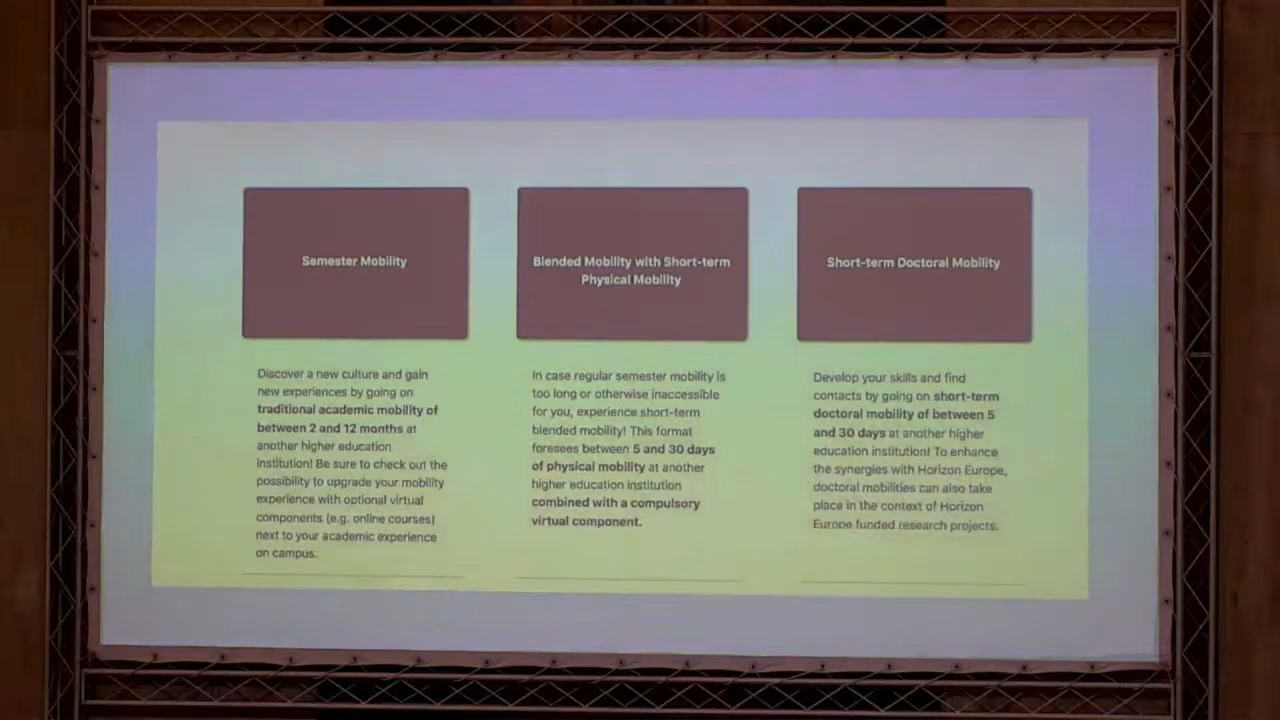 Semester Mobility
Discover a new culture and gain
new experiences by going on
traditional academic mobility of
between 2 and 12 months at
another higher education
institution! Be sure to check out the
possibility to upgrade your mobility
experience with optional virtual
components (e.g. online courses)
next to your academic experience
on campus.
Blended Mobility with Short-term
Physical Mobility
In case regular semester mobility is
too long or otherwise inaccessible
for you, experience short-term
blended mobility! This format
foresees between 5 and 30 days
of physical mobility at another
higher education institution
combined with a compulsory
virtual component.
Short-term Doctoral Mobility
Develop your skills and find
contacts by going on short-term
doctoral mobility of between 5
and 30 days at another higher
education institution! To enhance
the synergies with Horizon Europe,
doctoral mobilities can also take
place in the context of Horizon
Europe funded research projects.